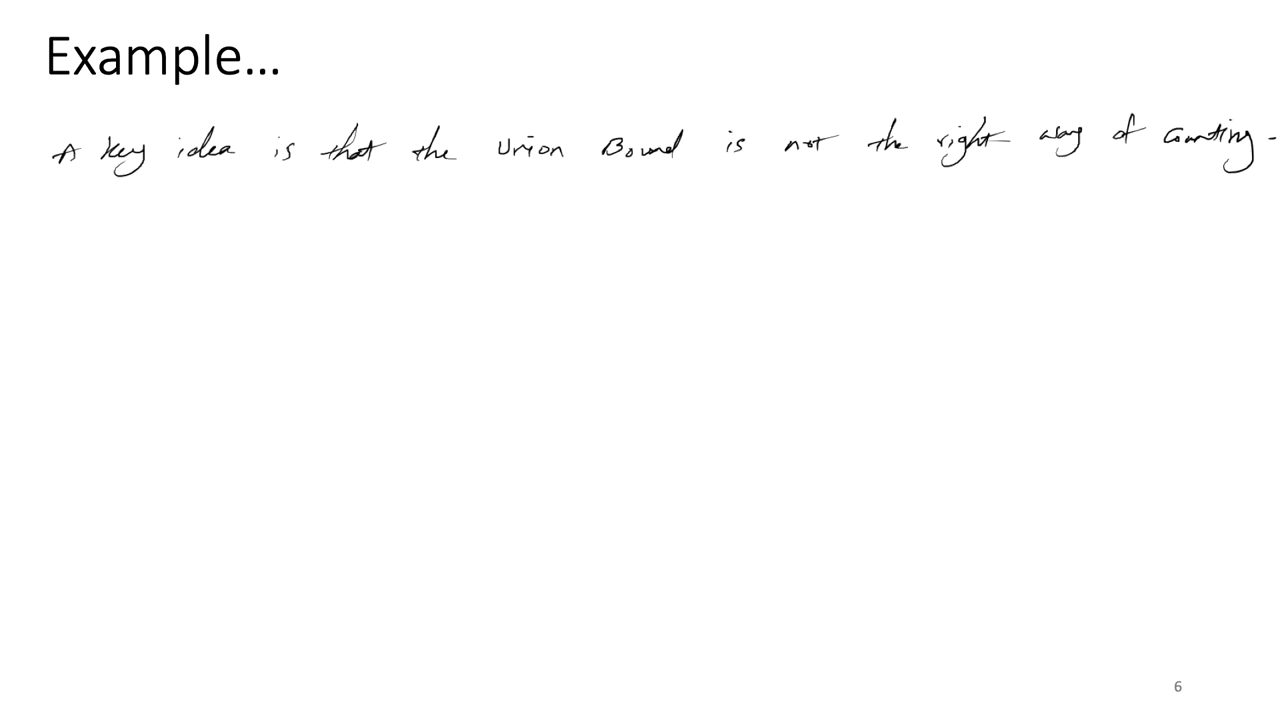 Example...
A key idea is that the Union Bound is not the right way of counting.
6